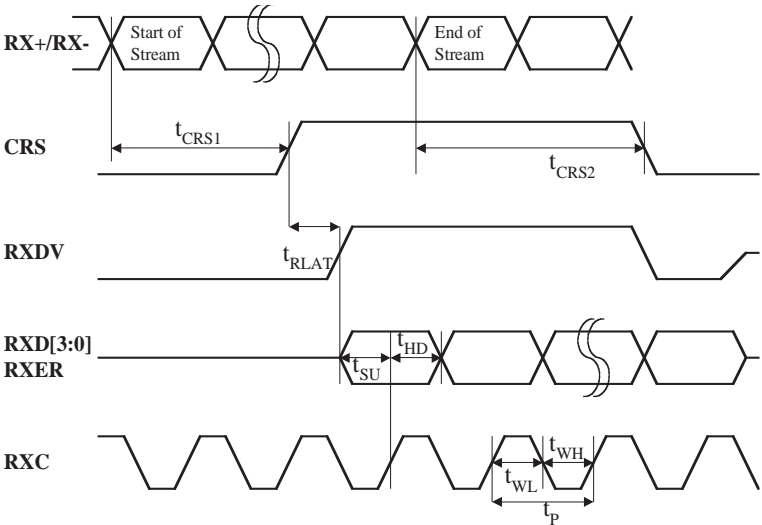 RX+/RX-
Start of
Stream
End of
Stream
CRS
tCRS1
tCRS2
RXDV
tRLAT
RXD[3:0]
RXER
tSU
tHD
RXC
tWL
tWH
tP